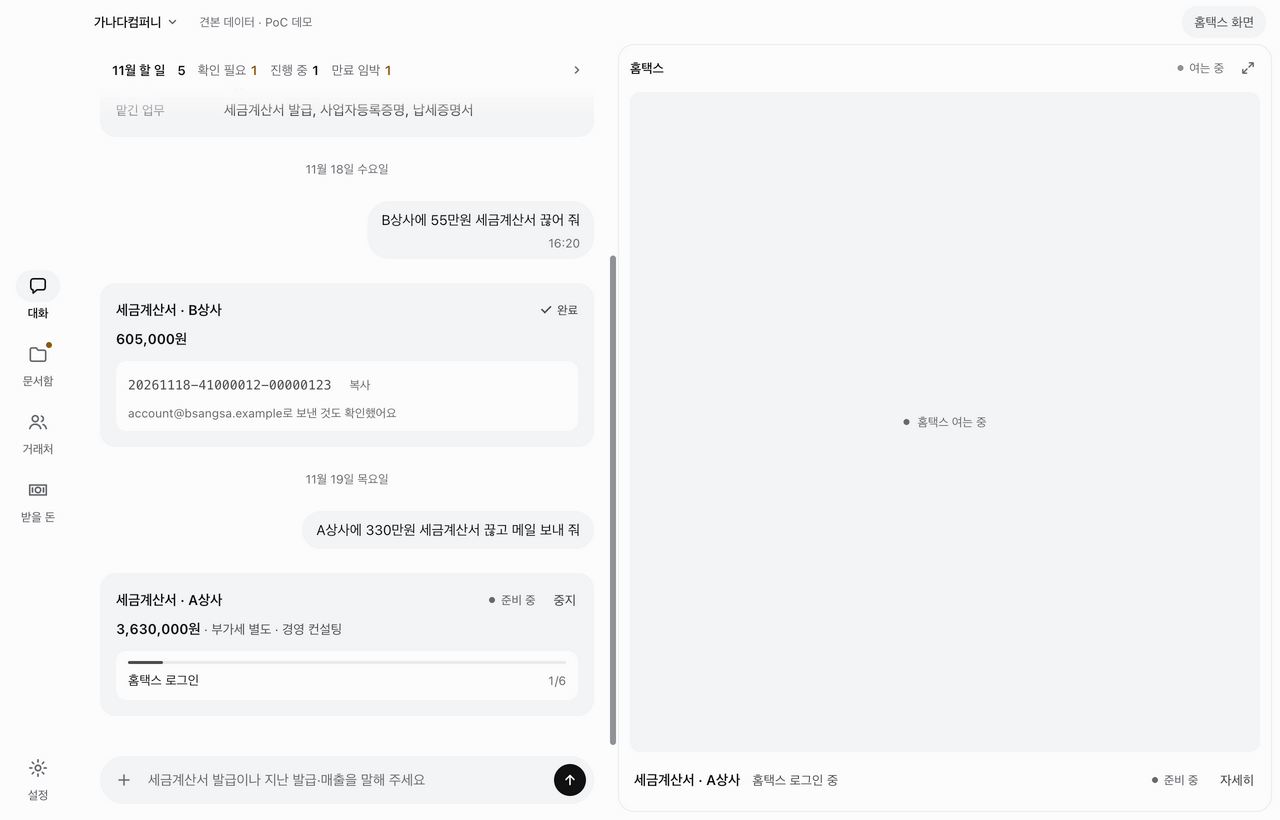 가나다컴퍼니
견본 데이터 · PoC 데모
홈택스 화면
11월 할 일 5 확인 필요 1 진행 중 1 만료 임박 1
맡긴 업무 세금계산서 발급, 사업자등록증명, 납세증명서
11월 18일 수요일
B상사에 55만원 세금계산서 끊어 줘
16:20
세금계산서 · B상사 완료
605,000원
20261118-41000012-00000123 복사
account@bsangsa.example로 보낸 것도 확인했어요
11월 19일 목요일
A상사에 330만원 세금계산서 끊고 메일 보내 줘
세금계산서 · A상사 준비 중 중지
3,630,000원 · 부가세 별도 · 경영 컨설팅
홈택스 로그인 1/6
세금계산서 발급이나 지난 발급·매출을 말해 주세요
대화
문서함
거래처
받을 돈
설정
홈택스 여는 중
홈택스 여는 중
세금계산서 · A상사 홈택스 로그인 중 준비 중 자세히